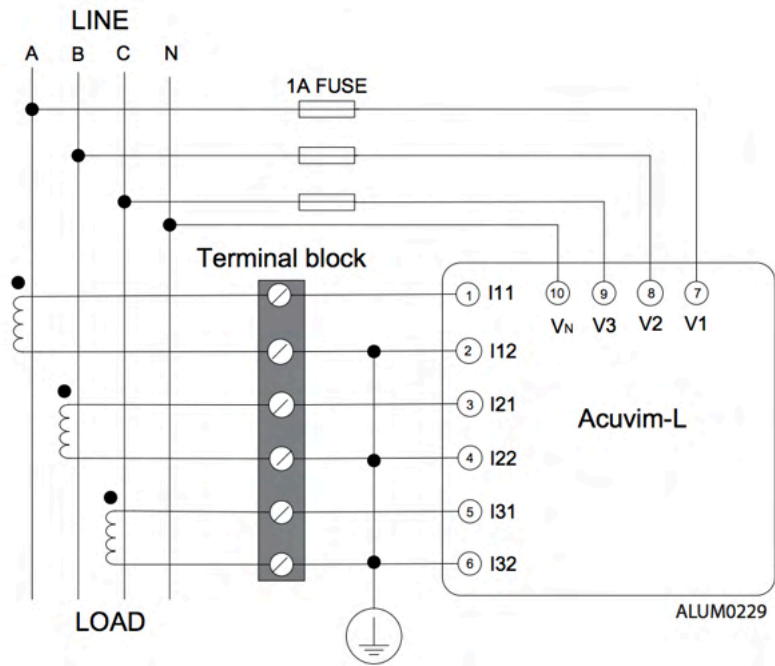 LINE
A B C N
1A FUSE
Terminal block
1 I11
10 9 8 7
VN V3 V2 V1
2 I12
3 I21
Acuvim-L
4 I22
5 I31
6 I32
ALUM0229
LOAD